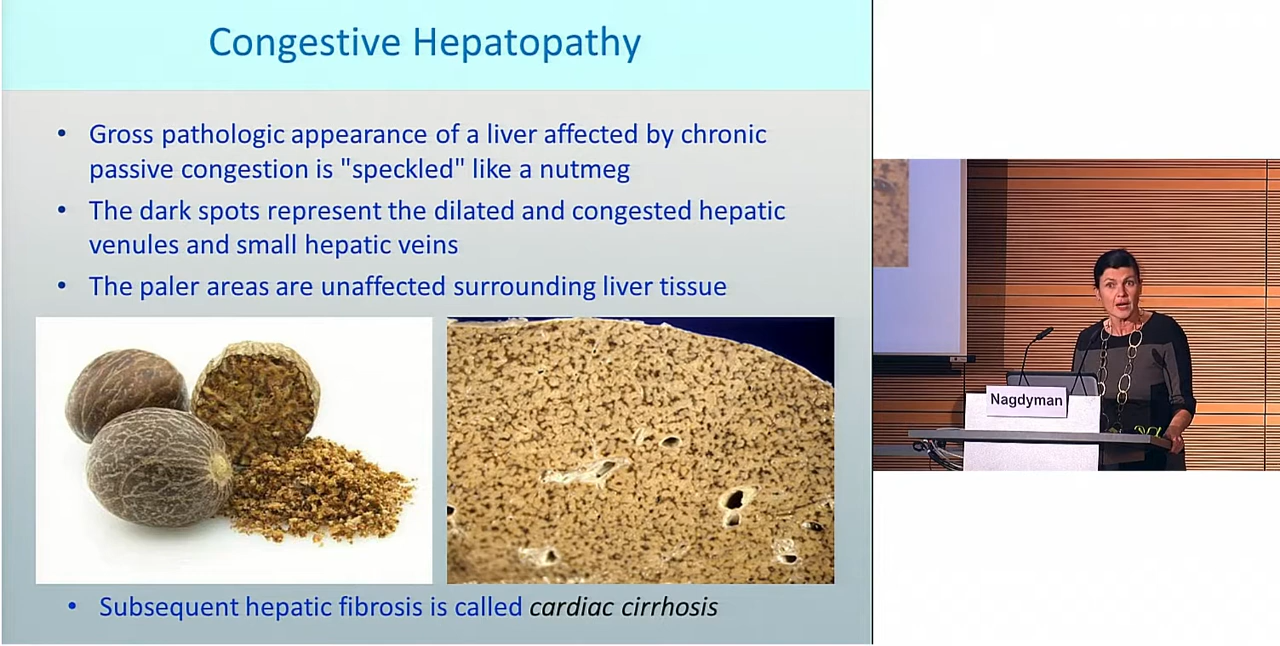 Congestive Hepatopathy
• Gross pathologic appearance of a liver affected by chronic
passive congestion is "speckled" like a nutmeg
• The dark spots represent the dilated and congested hepatic
venules and small hepatic veins
• The paler areas are unaffected surrounding liver tissue
• Subsequent hepatic fibrosis is called cardiac cirrhosis
Nagdyman